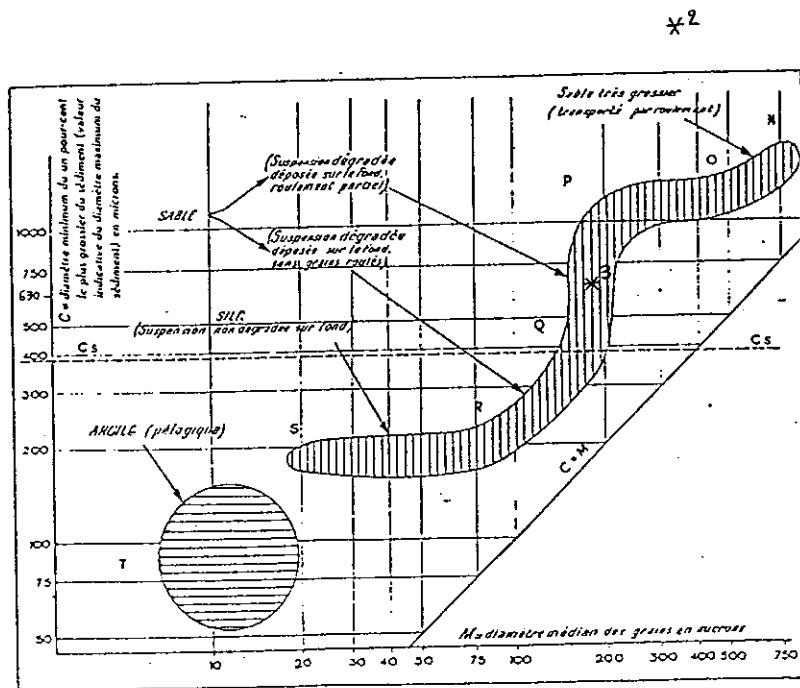 *2
C = diamètre minimum du un pour-cent
le plus grossier du sédiment (valeur
indicative du diamètre maximum du
sédiment) en microns.
Sable très grossier
(transporté par roulement)
N
O
P
(Suspension dégradée
déposée sur le fond,
roulement partiel)
SABLE
(Suspension dégradée
déposée sur le fond,
sans grains roulés)
1000
750
630
500
400
300
200
100
75
50
3
Q
SILT
(Suspension non dégradée sur fond)
Cs
Cs
R
S
ARGILE (pélagique)
C = M
T
M = diamètre médian des grains en microns
10
20
30
40
50
75
100
200
300
400
500
750